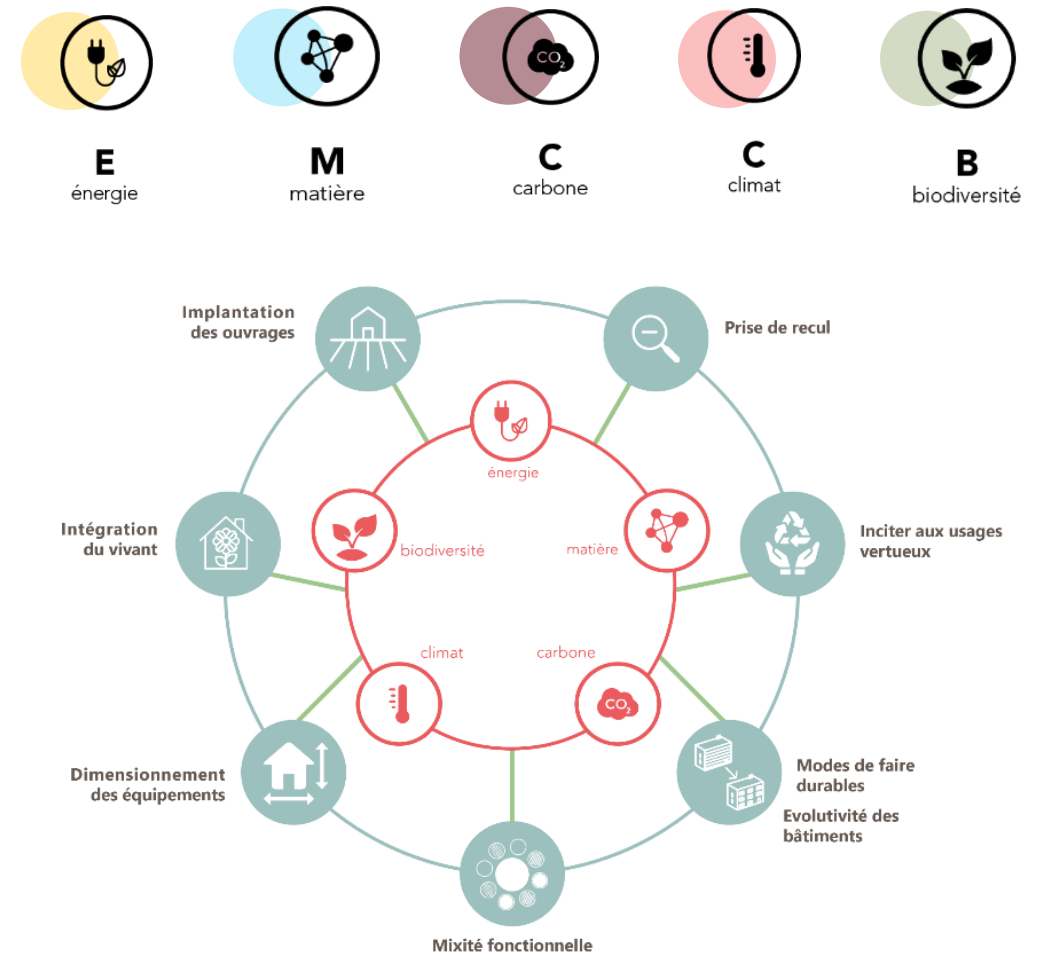 E
énergie
M
matière
CO2
C
carbone
C
climat
B
biodiversité
Implantation
des ouvrages
Prise de recul
énergie
Intégration
du vivant
biodiversité
matière
Inciter aux usages
vertueux
climat
carbone
CO2
Dimensionnement
des équipements
Modes de faire
durables
Evolutivité des
bâtiments
Mixité fonctionnelle